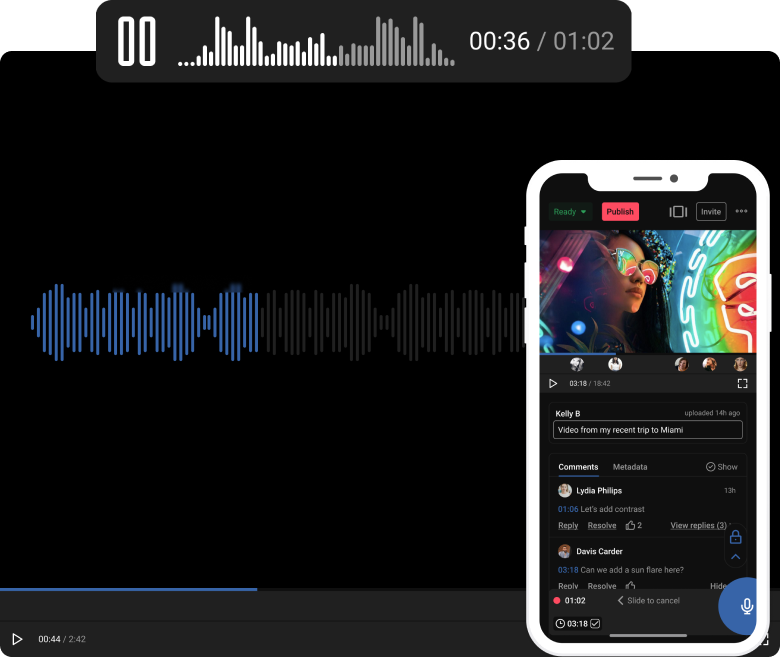 00:36 / 01:02
Ready
Publish
Invite
03:18 / 18:42
Kelly B
uploaded 14h ago
Video from my recent trip to Miami
Comments
Metadata
Show
Lydia Philips
13h
01:06 Let's add contrast
Reply
Resolve
2
View replies (3)
Davis Carder
03:18 Can we add a sun flare here?
Reply
Resolve
Hide
01:02
Slide to cancel
03:18
00:44 / 2:42